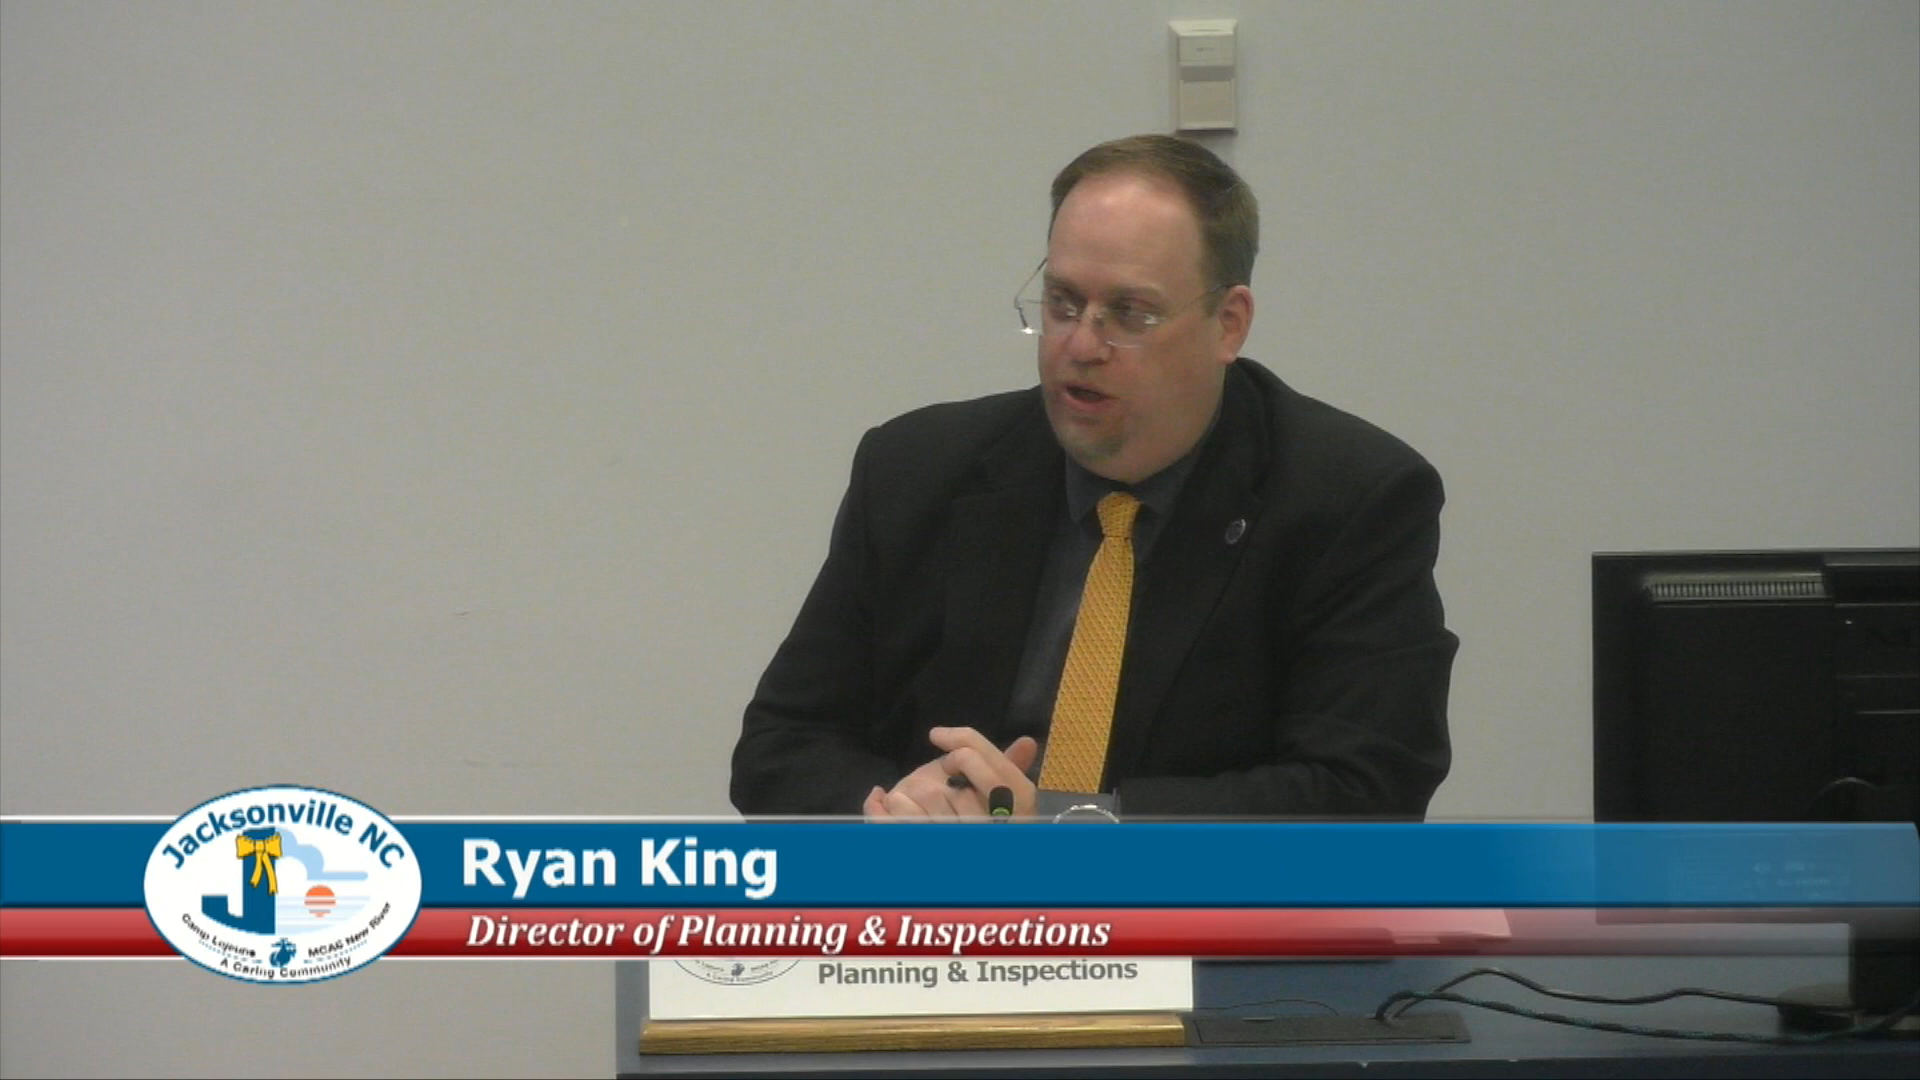 Jacksonville NC
J
Camp Lejeune
MCAS New River
A Caring Community
Ryan King
Director of Planning & Inspections
Planning & Inspections